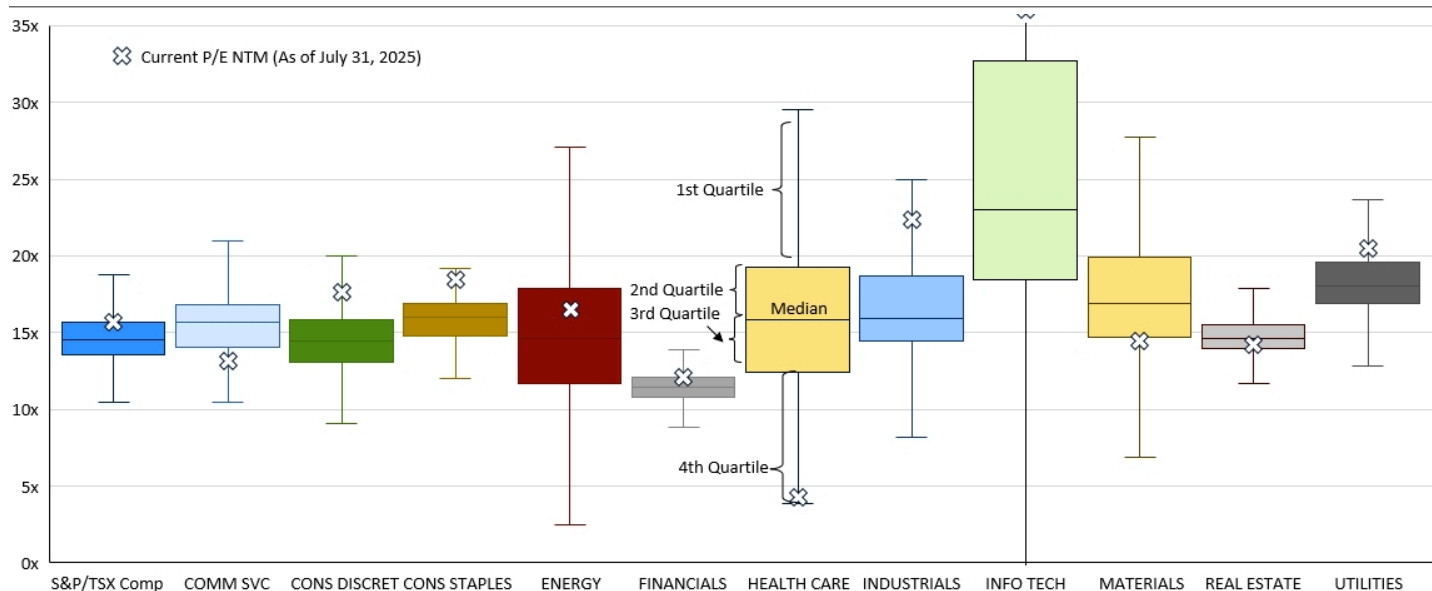 35x
Current P/E NTM (As of July 31, 2025)
30x
25x
1st Quartile
20x
2nd Quartile
Median
3rd Quartile
15x
10x
4th Quartile
5x
0x
S&P/TSX Comp COMM SVC CONS DISCRET CONS STAPLES ENERGY FINANCIALS HEALTH CARE INDUSTRIALS INFO TECH MATERIALS REAL ESTATE UTILITIES